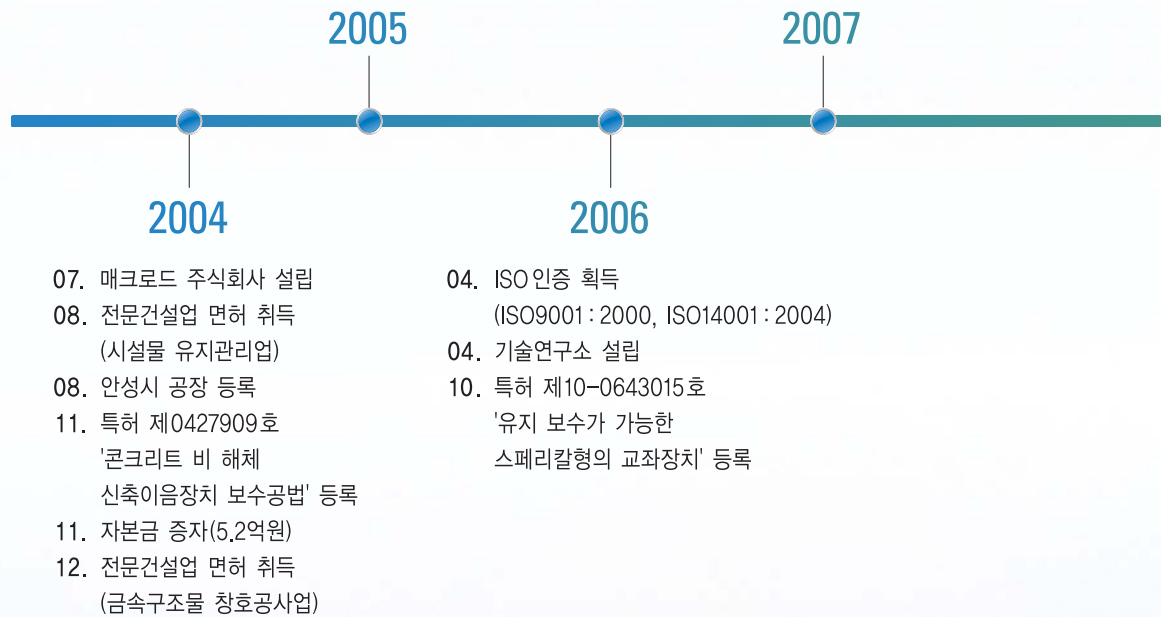 2005
2007
2004
07. 매크로드 주식회사 설립
08. 전문건설업 면허 취득
(시설물 유지관리업)
08. 안성시 공장 등록
11. 특허 제0427909호
'콘크리트 비 해체
신축이음장치 보수공법' 등록
11. 자본금 증자(5.2억원)
12. 전문건설업 면허 취득
(금속구조물 창호공사업)
2006
04. ISO인증 획득
(ISO9001 : 2000, ISO14001 : 2004)
04. 기술연구소 설립
10. 특허 제10-0643015호
'유지 보수가 가능한
스페리칼형의 교좌장치' 등록